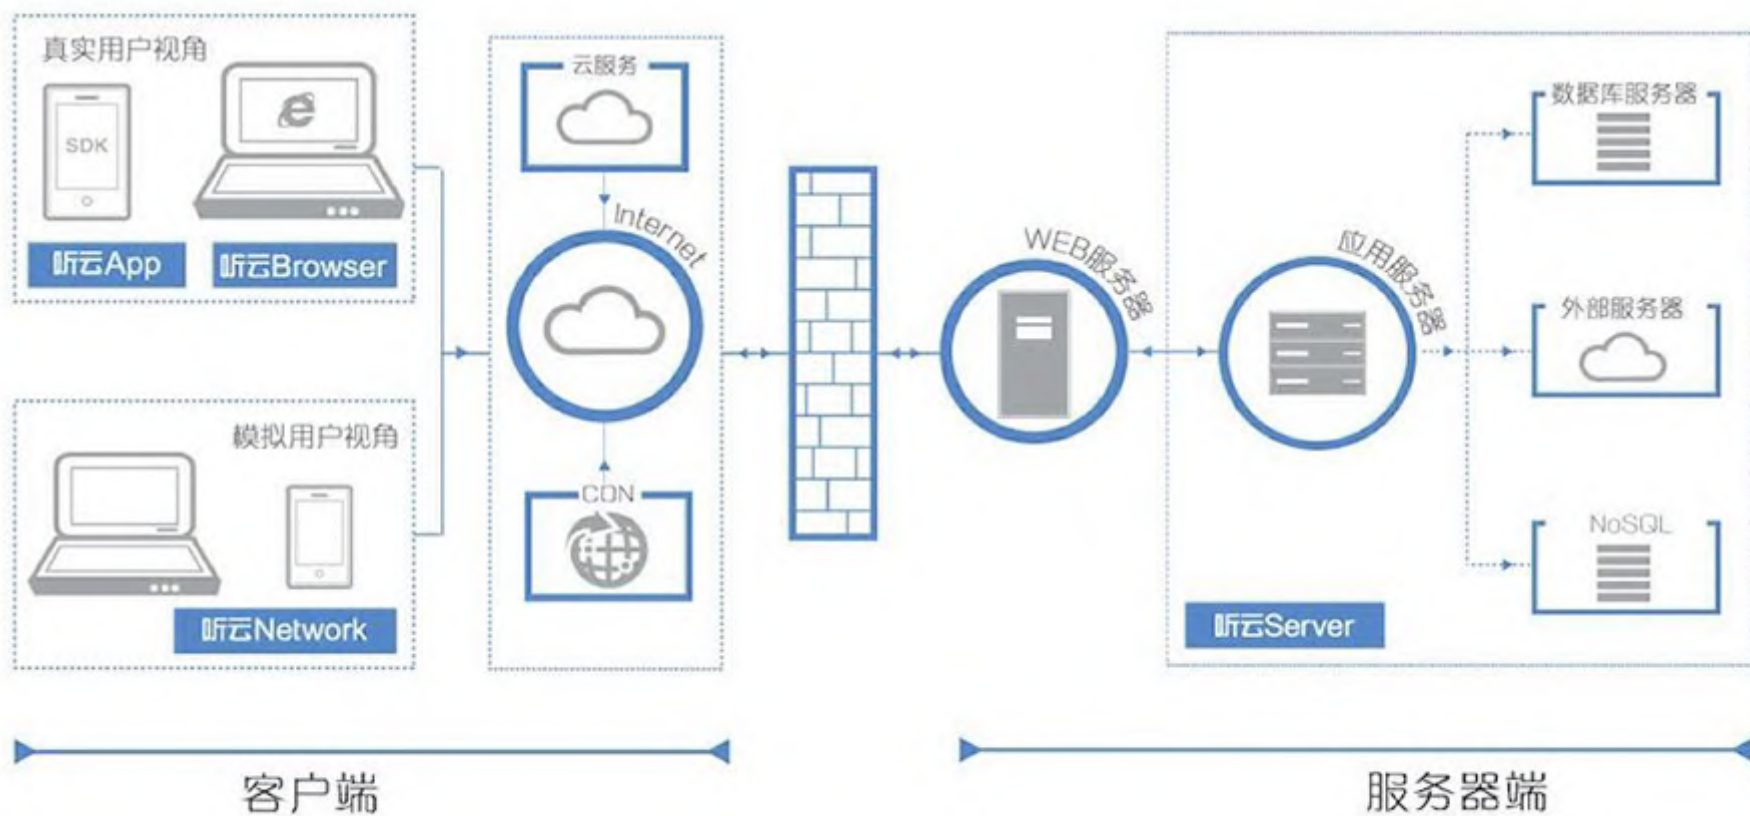 真实用户视角
SDK
听云App
听云Browser
模拟用户视角
听云Network
云服务
Internet
CDN
WEB服务器
应用服务器
数据库服务器
外部服务器
NoSQL
听云Server
客户端
服务器端